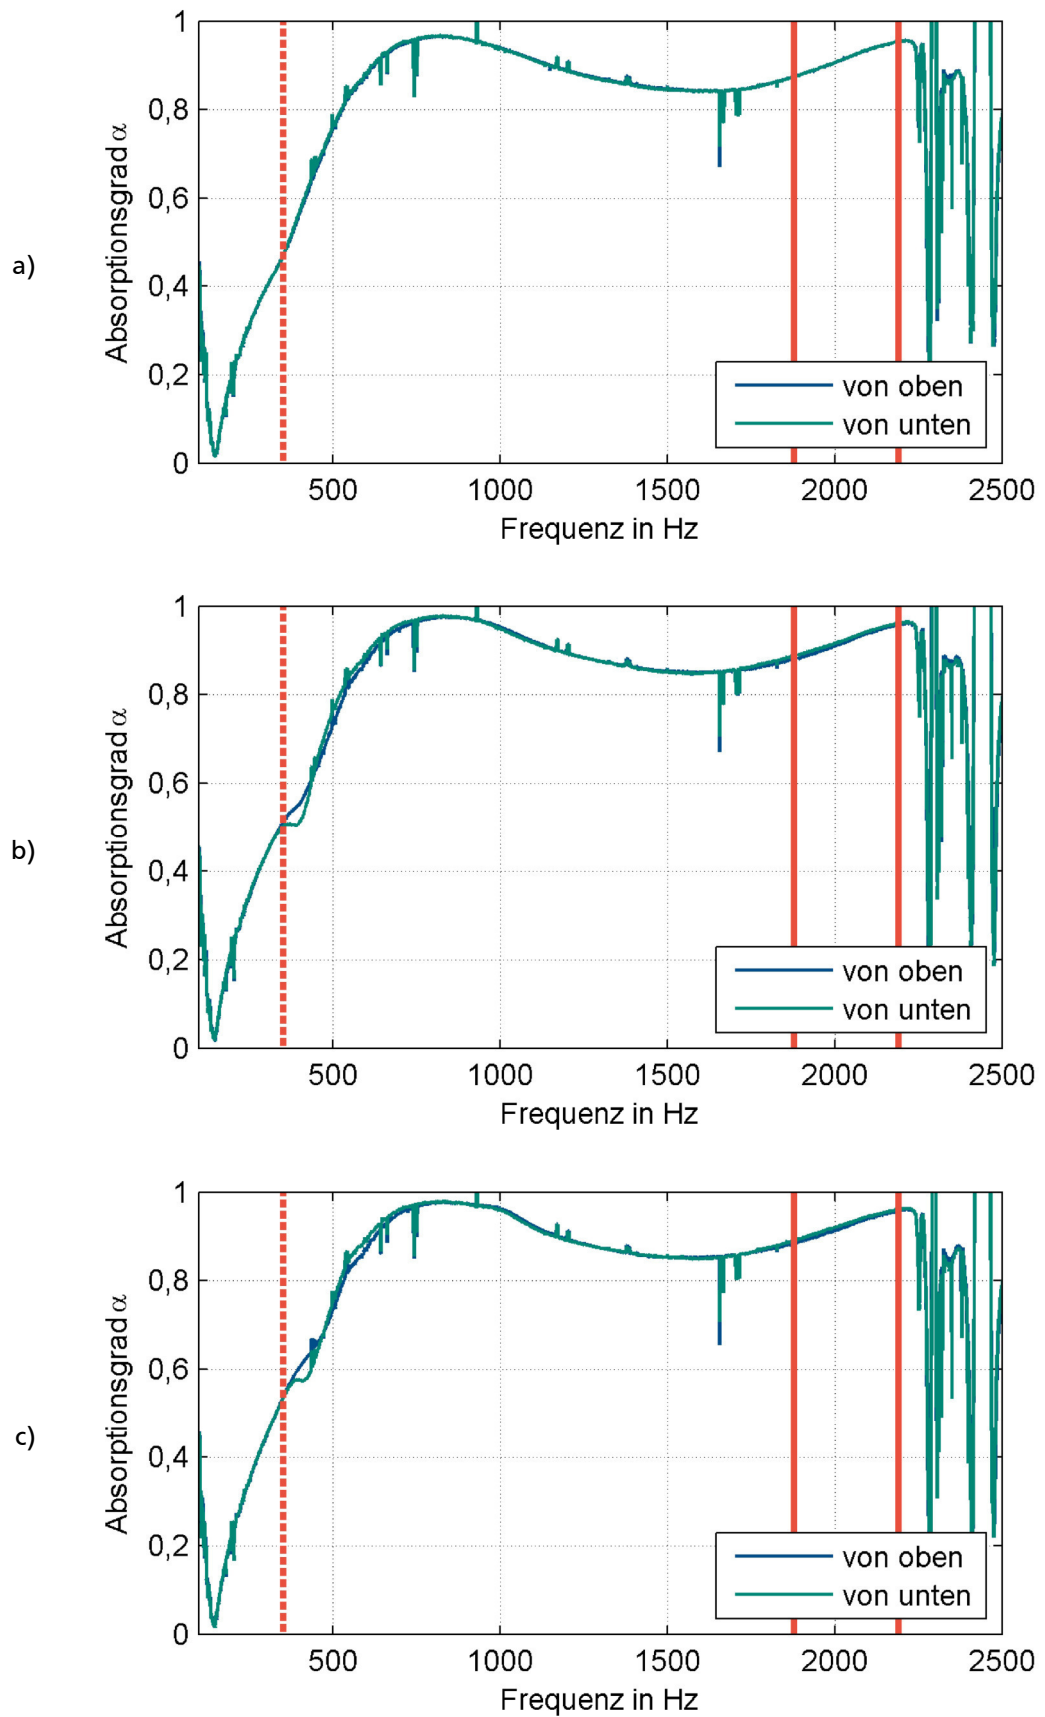 a)
Absorptionsgrad α
1
0,8
0,6
0,4
0,2
0
500 1000 1500 2000 2500
Frequenz in Hz
von oben
von unten
b)
Absorptionsgrad α
1
0,8
0,6
0,4
0,2
0
500 1000 1500 2000 2500
Frequenz in Hz
von oben
von unten
c)
Absorptionsgrad α
1
0,8
0,6
0,4
0,2
0
500 1000 1500 2000 2500
Frequenz in Hz
von oben
von unten